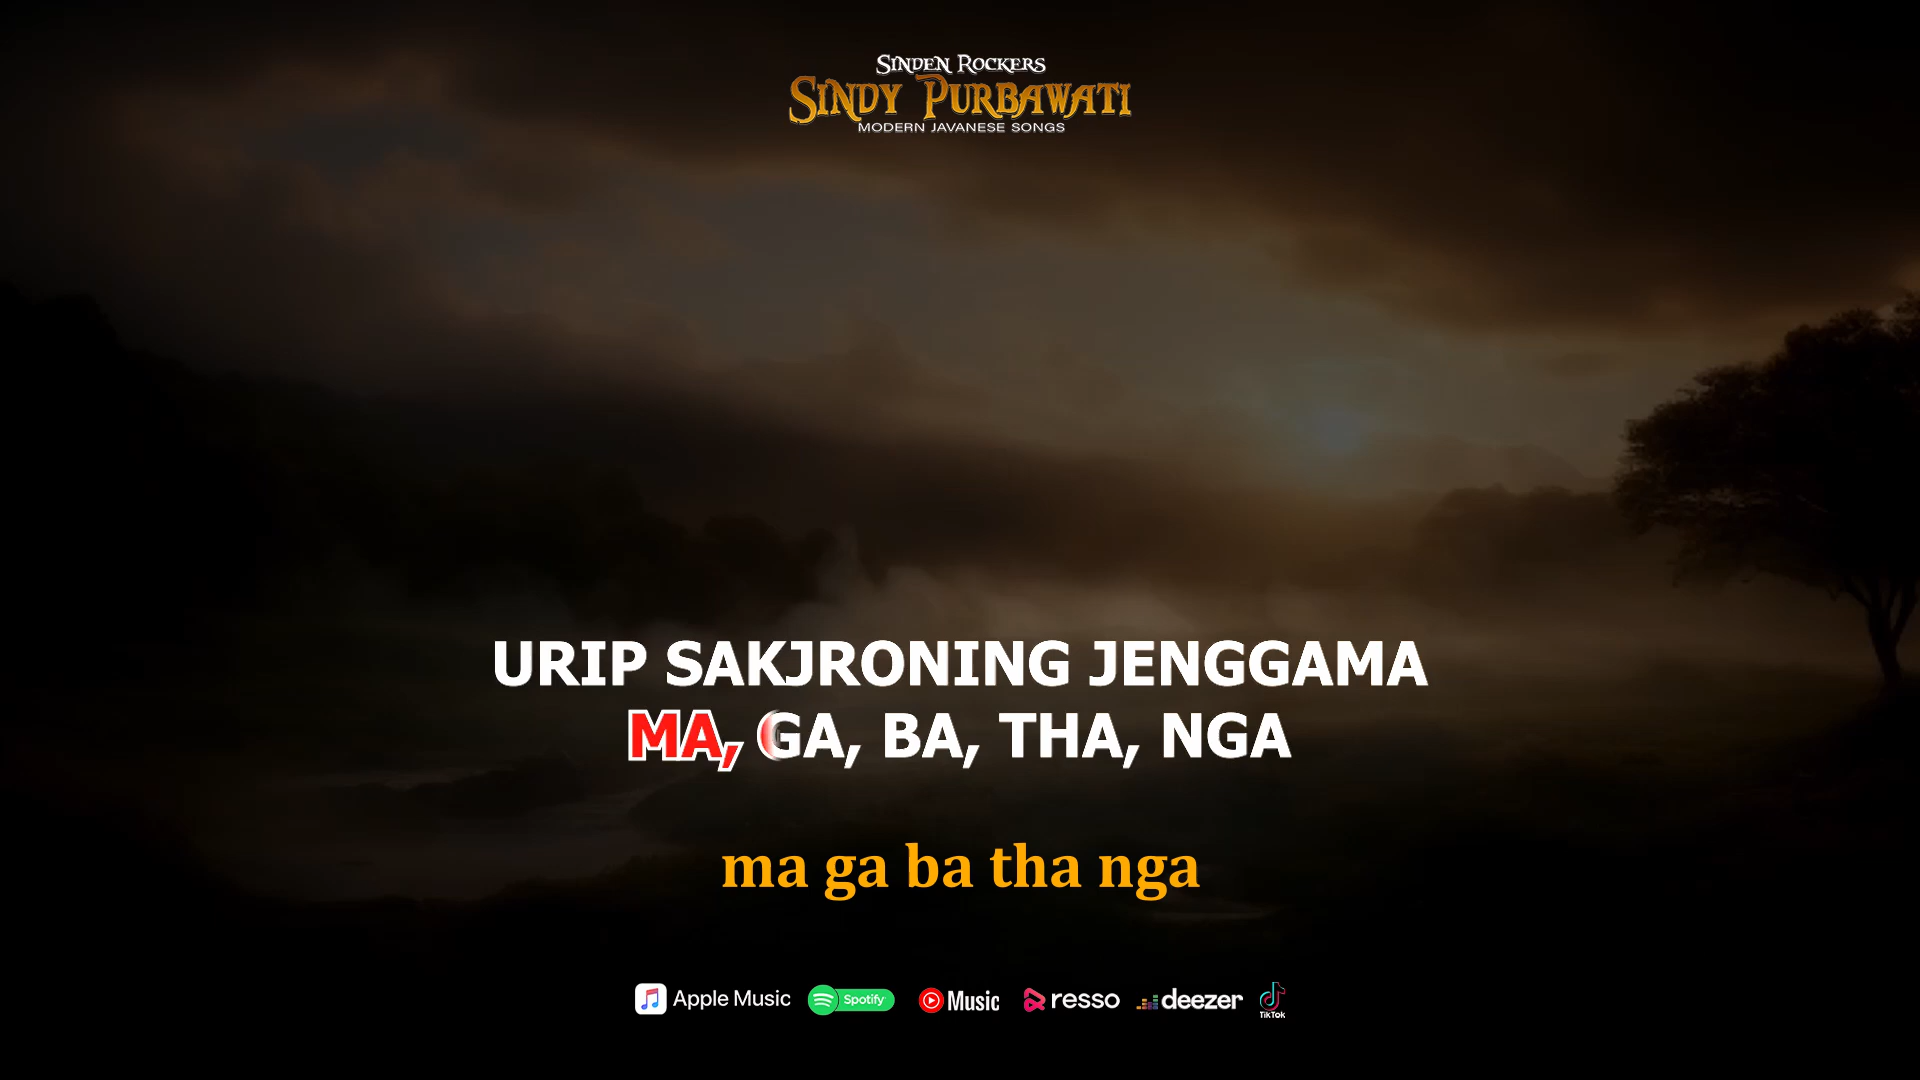 SINDEN ROCKERS
SINDY PURBAWATI
MODERN JAVANESE SONGS
URIP SAKJRONING JENGGAMA
MA, GA, BA, THA, NGA
ma ga ba tha nga
Apple Music Spotify Music resso deezer TikTok